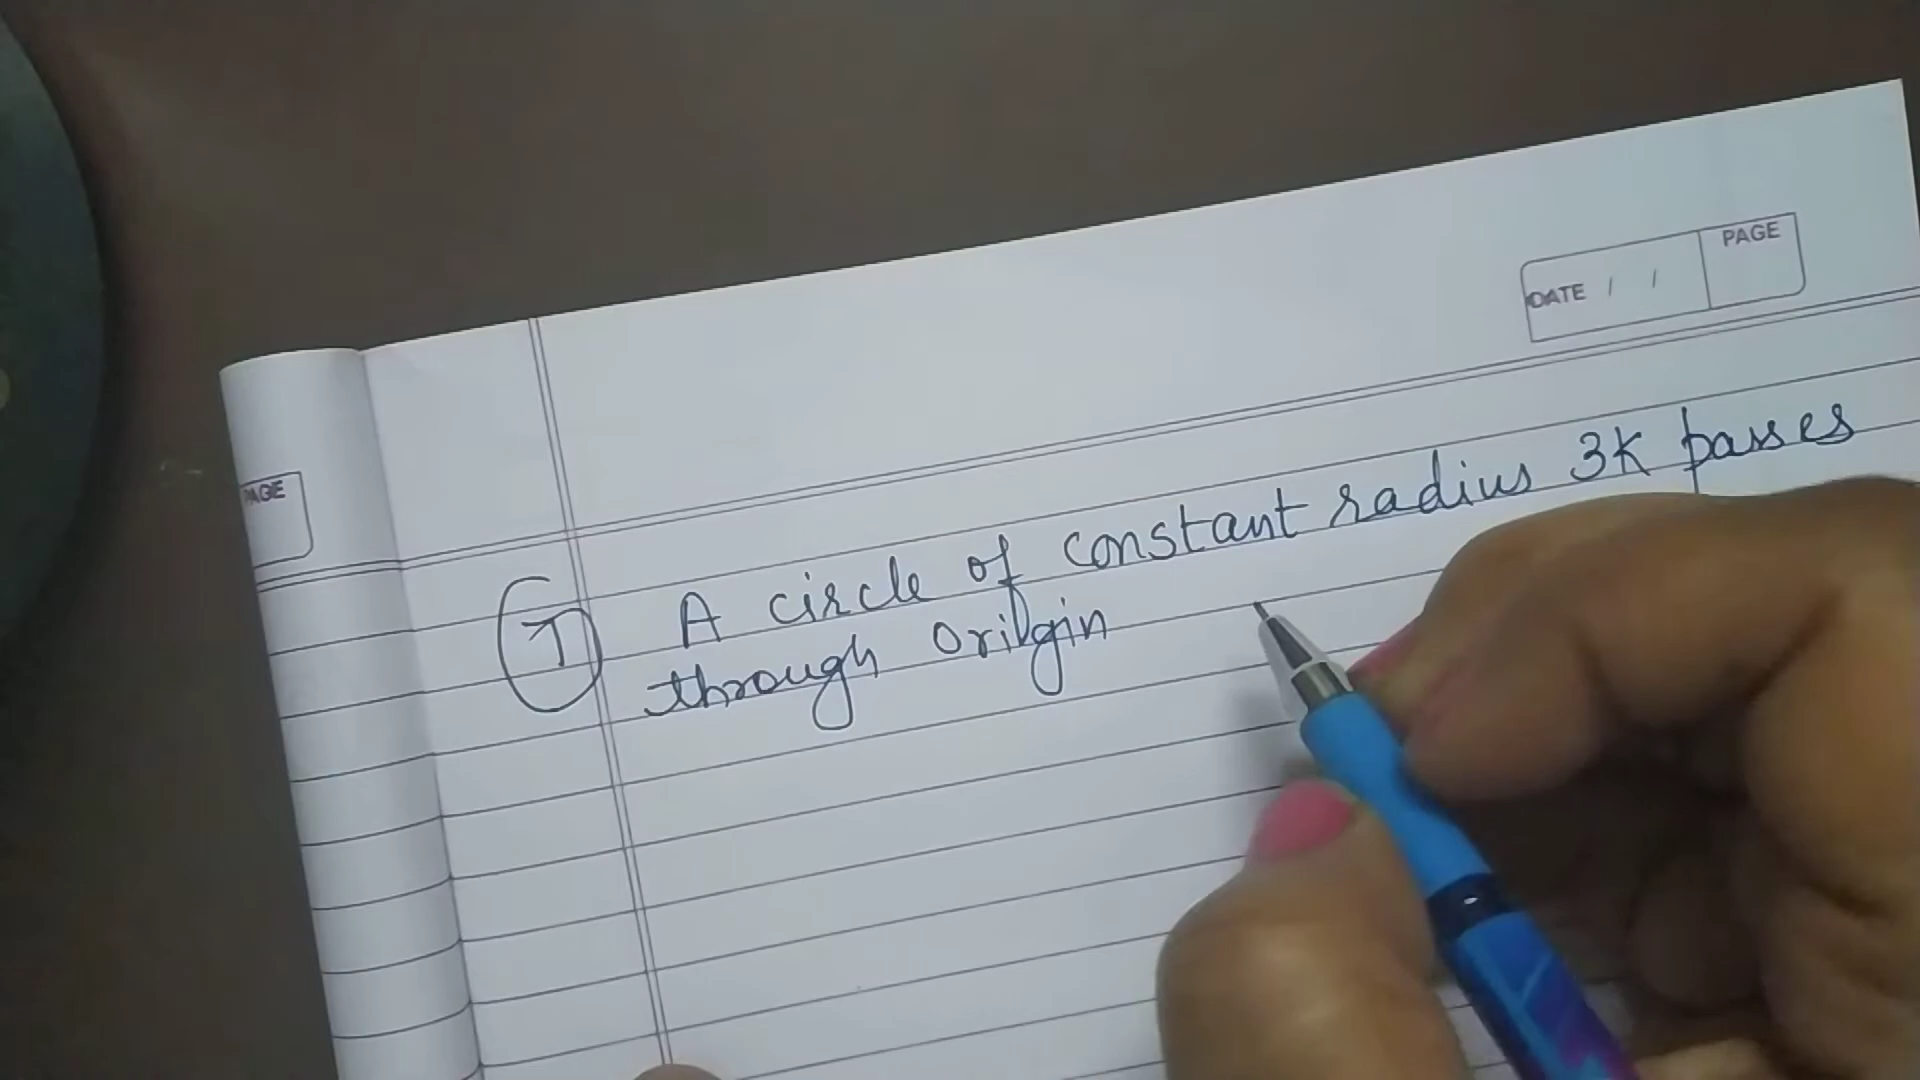 DATE / / PAGE
PAGE
1 A circle of constant radius 3K passes
through origin